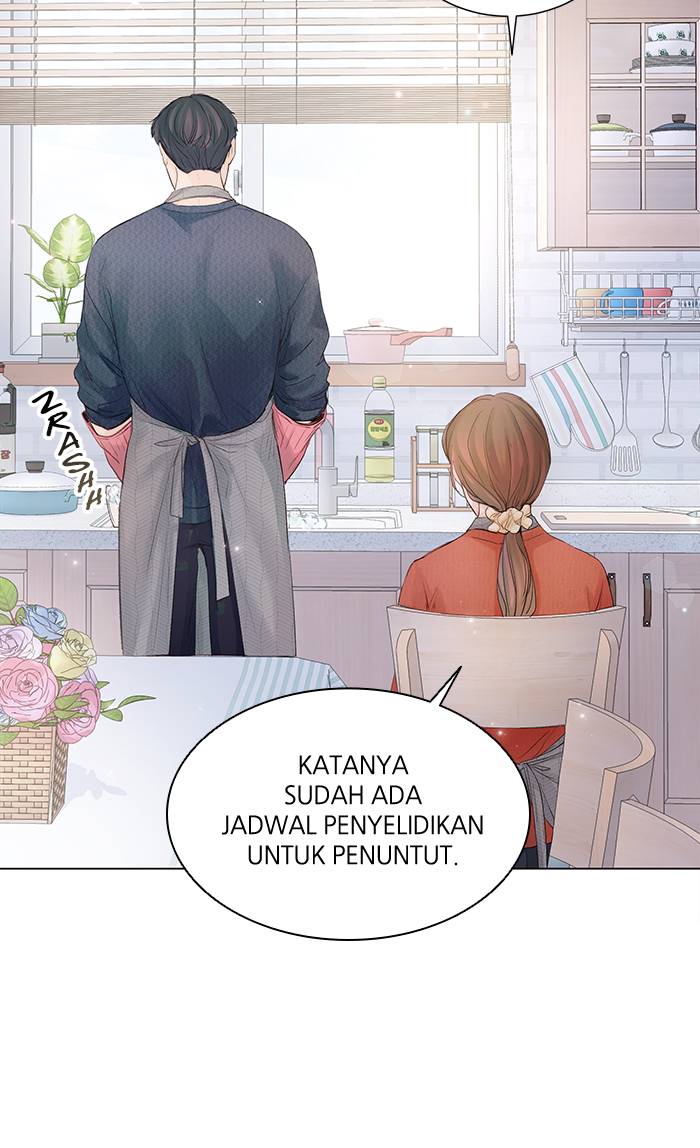 ZRASHH
KATANYA
SUDAH ADA
JADWAL PENYELIDIKAN
UNTUK PENUNTUT.